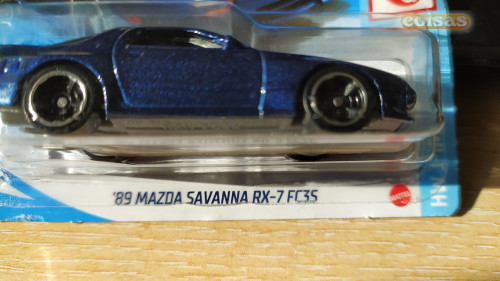 ecisas
'89 MAZDA SAVANNA RX-7 FC3S